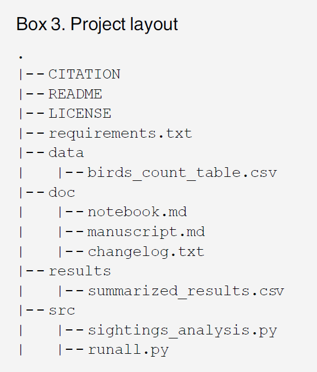 Box 3. Project layout
.
|--CITATION
|--README
|--LICENSE
|--requirements.txt
|--data
|   |--birds_count_table.csv
|--doc
|   |--notebook.md
|   |--manuscript.md
|   |--changelog.txt
|--results
|   |--summarized_results.csv
|--src
|   |--sightings_analysis.py
|   |--runall.py